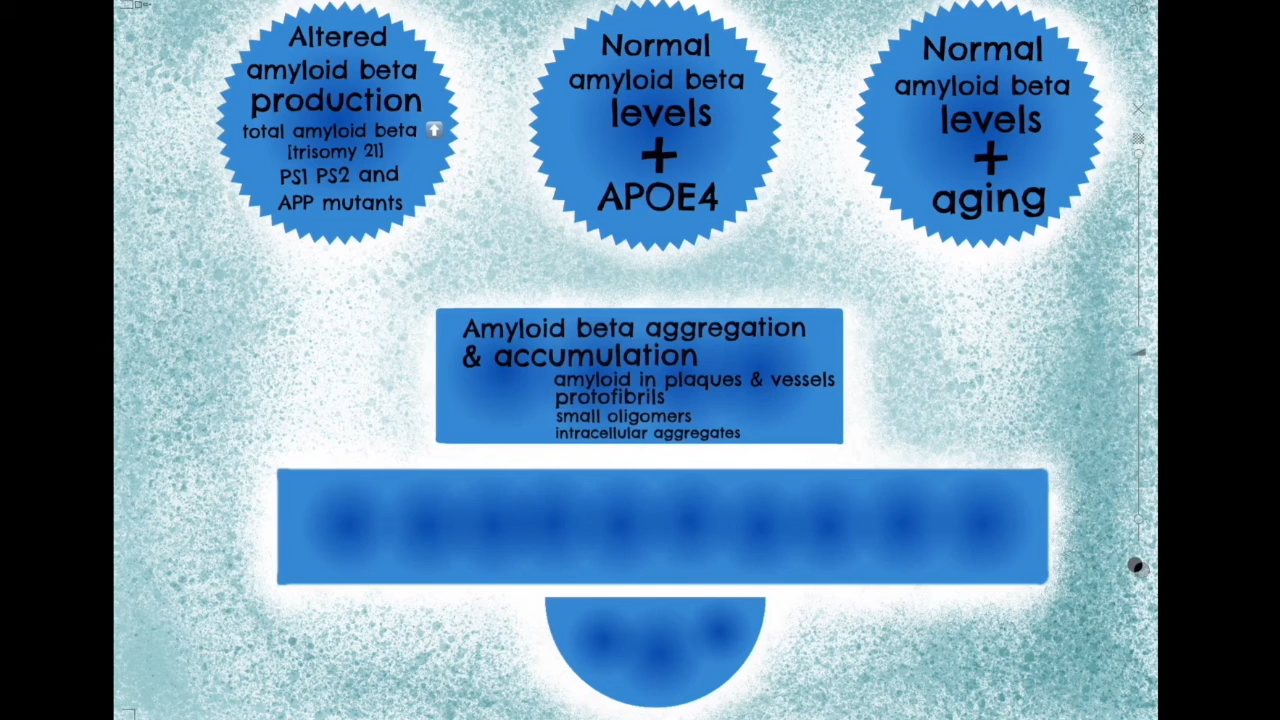 Altered
amyloid beta
production
total amyloid beta ⬆
[trisomy 21]
PS1 PS2 and
APP mutants
Normal
amyloid beta
levels
+
APOE4
Normal
amyloid beta
levels
+
aging
Amyloid beta aggregation
& accumulation
amyloid in plaques & vessels
protofibrils
small oligomers
intracellular aggregates